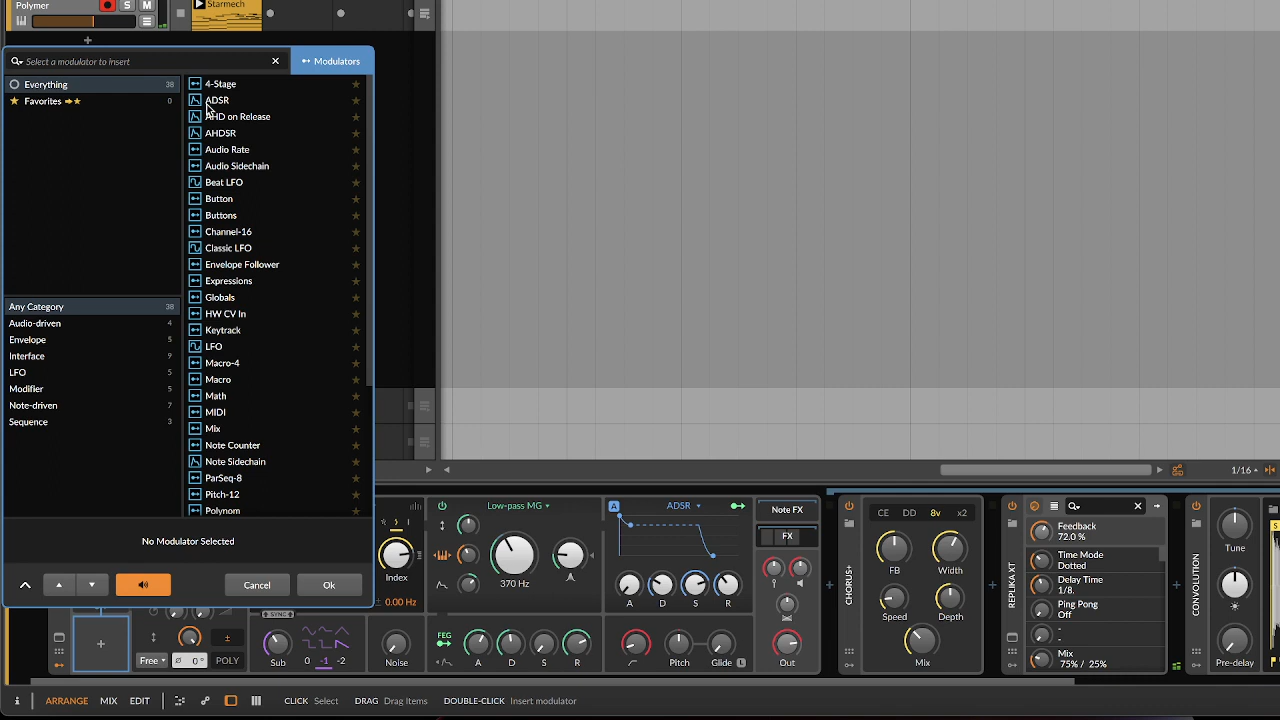 Polymer
S
M
Starmech
Select a modulator to insert
Modulators
Everything 38
Favorites 0
Any Category 38
Audio-driven 4
Envelope 5
Interface 9
LFO 5
Modifier 5
Note-driven 7
Sequence 3
4-Stage
ADSR
AHD on Release
AHDSR
Audio Rate
Audio Sidechain
Beat LFO
Button
Buttons
Channel-16
Classic LFO
Envelope Follower
Expressions
Globals
HW CV In
Keytrack
LFO
Macro-4
Macro
Math
MIDI
Mix
Note Counter
Note Sidechain
ParSeq-8
Pitch-12
Polynom
No Modulator Selected
Cancel
Ok
1/16
Index
± 0.00 Hz
SYNC
Free
Ø 0°
±
POLY
Sub
0 -1 -2
Noise
Low-pass MG
370 Hz
FEG
A D S R
A
ADSR
A D S R
Pitch
Glide
L
Note FX
FX
Out
CHORUS+
CE DD 8v x2
FB
Width
Speed
Depth
Mix
REPLIKA XT
Feedback
72.0 %
Time Mode
Dotted
Delay Time
1/8.
Ping Pong
Off
-
-
Mix
75% / 25%
CONVOLUTION
Tune
Pre-delay
S
ARRANGE MIX EDIT
CLICK Select DRAG Drag Items DOUBLE-CLICK Insert modulator